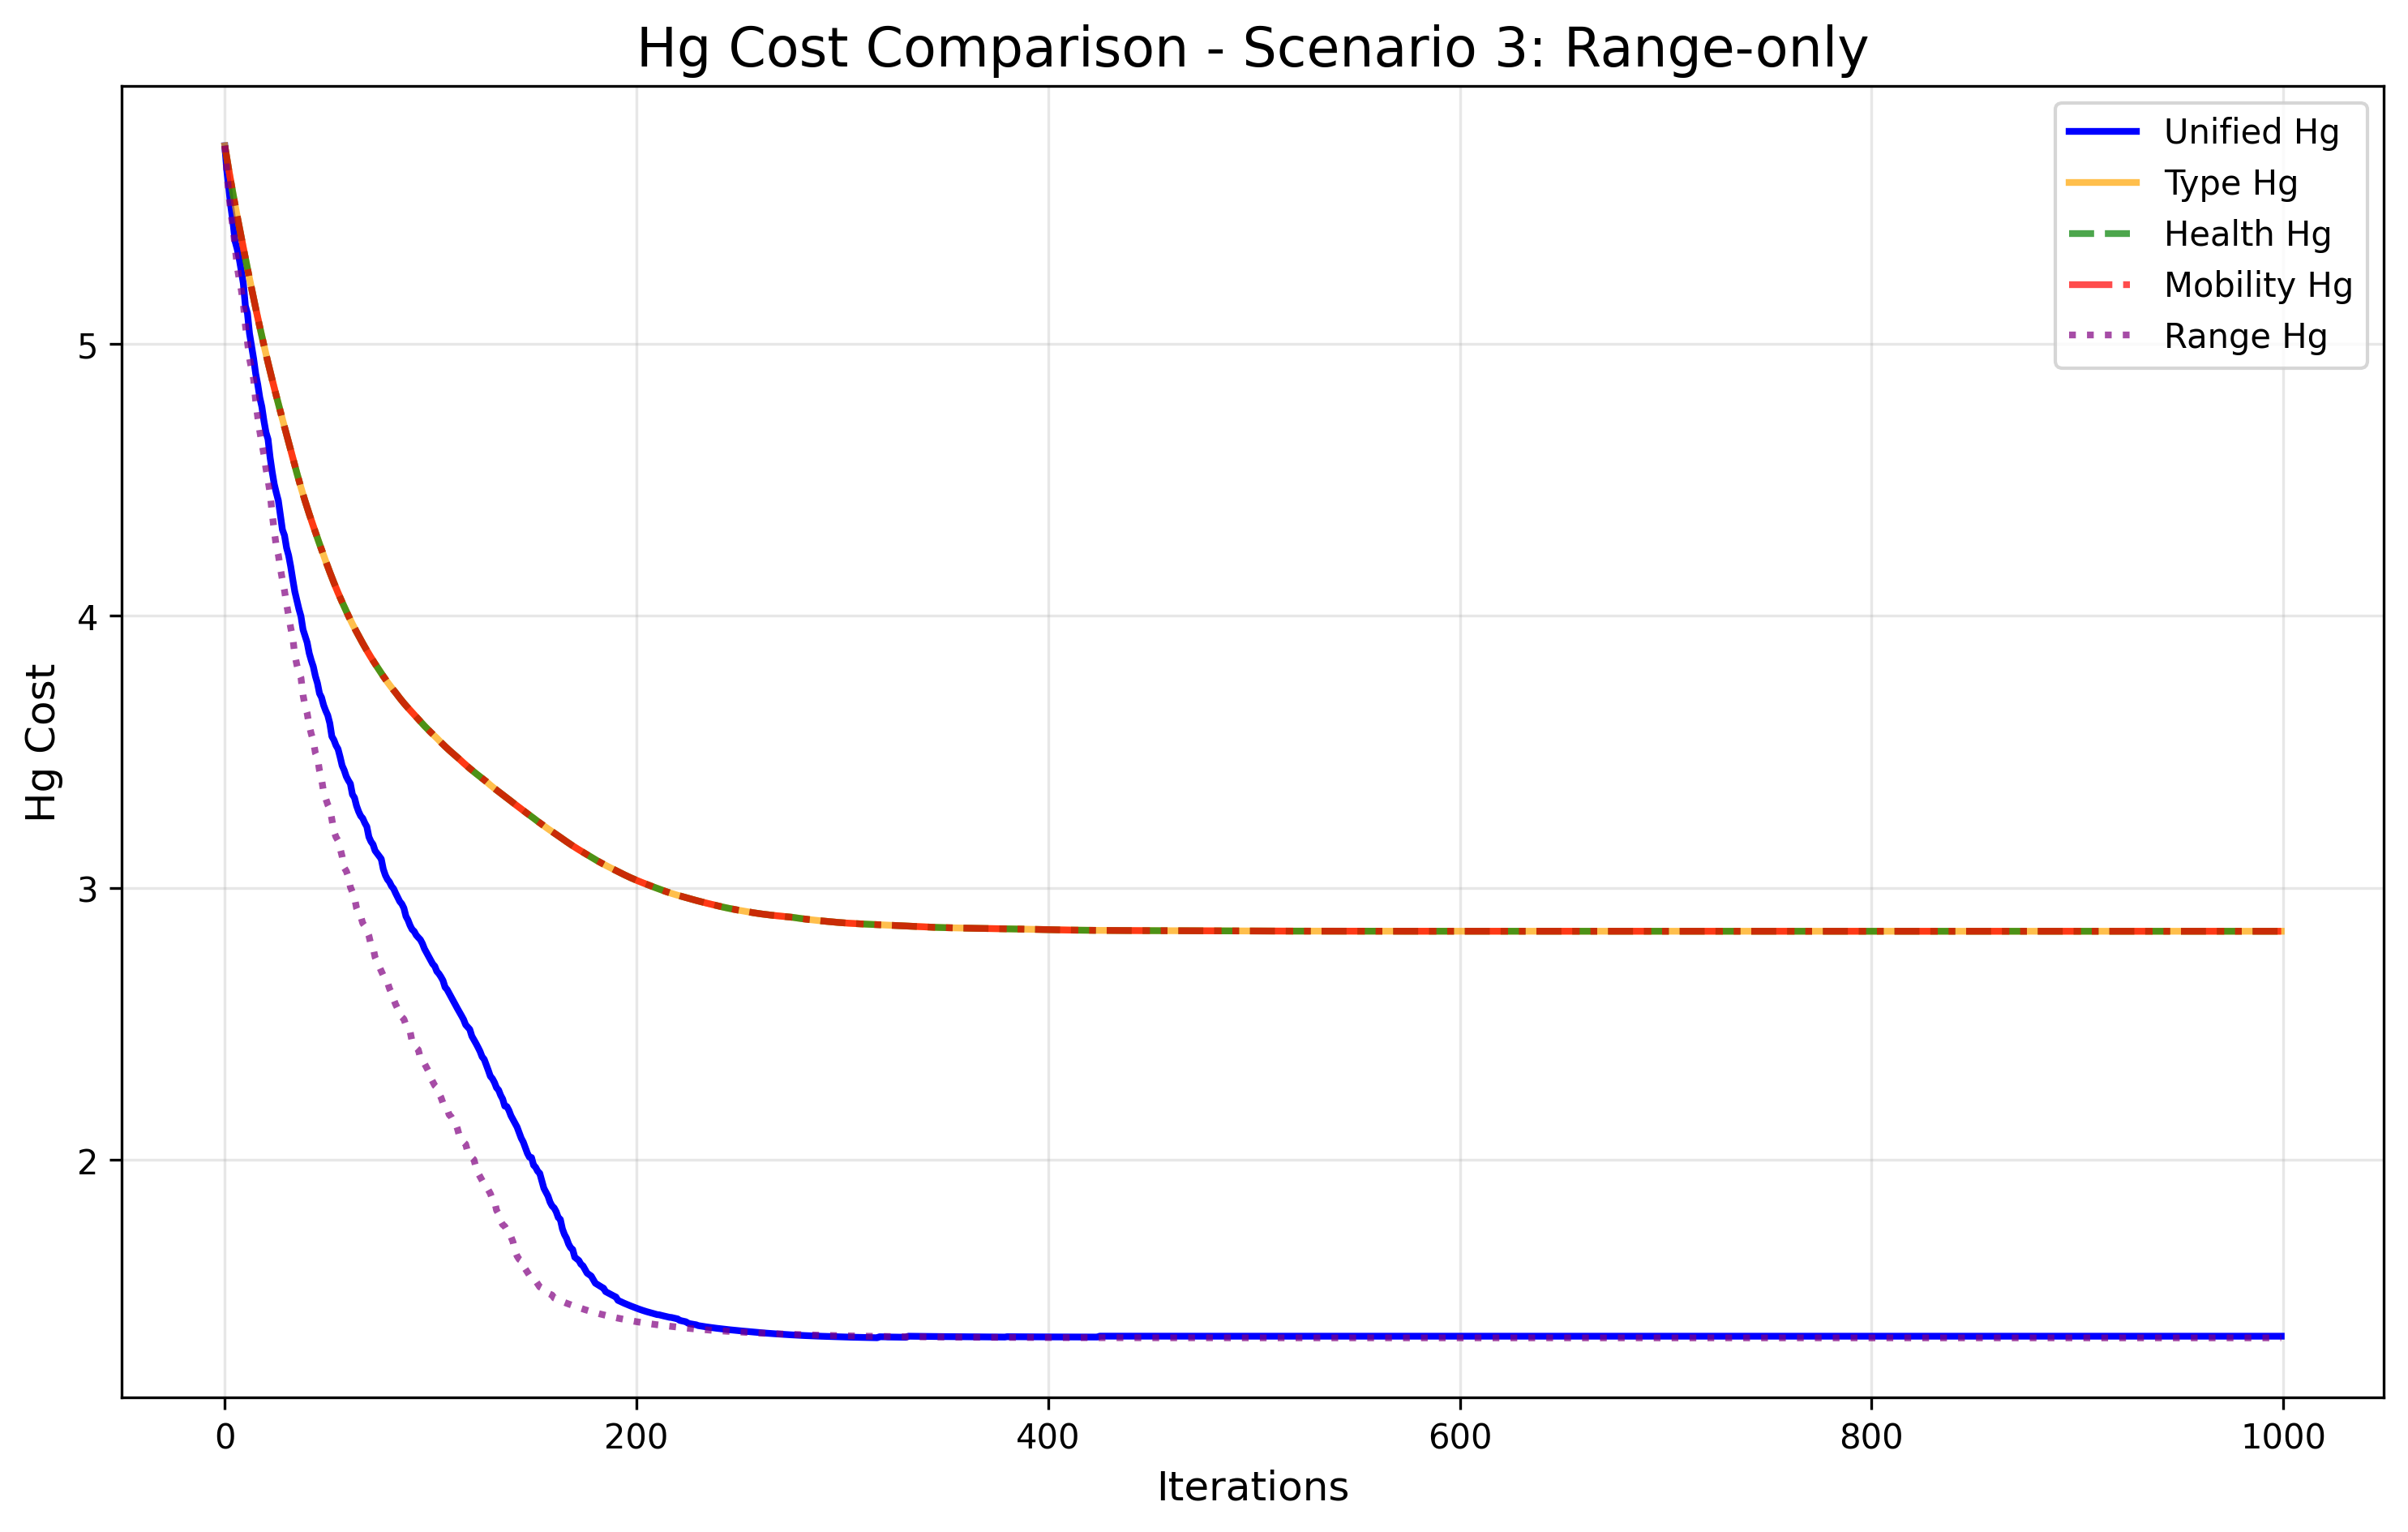 Hg Cost Comparison - Scenario 3: Range-only
Unified Hg
Type Hg
Health Hg
Mobility Hg
Range Hg
Hg Cost
5
4
3
2
0 200 400 600 800 1000
Iterations